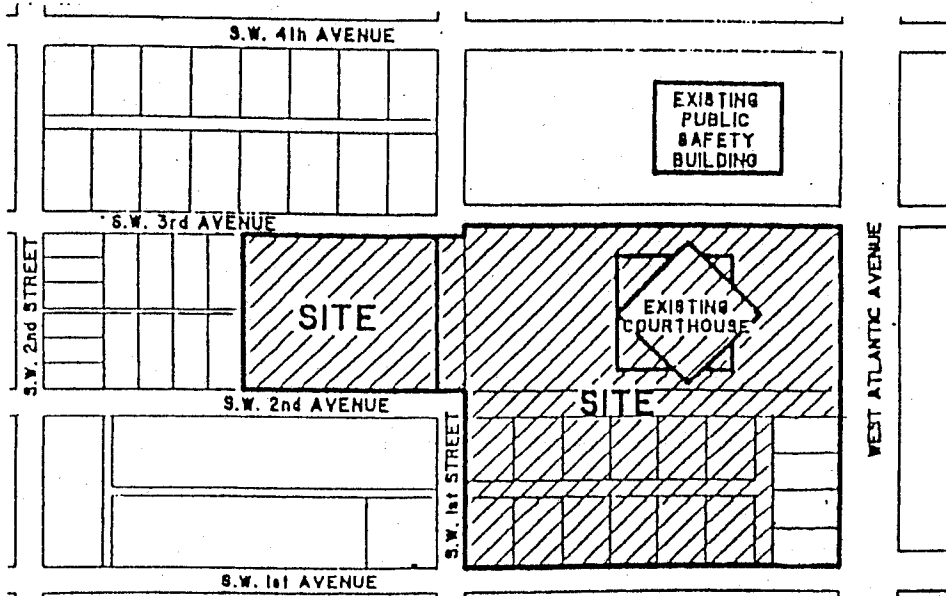 S.W. 4th AVENUE
EXISTING
PUBLIC
SAFETY
BUILDING
S.W. 3rd AVENUE
S.W. 2nd STREET
SITE
EXISTING
COURTHOUSE
WEST ATLANTIC AVENUE
SITE
S.W. 2nd AVENUE
S.W. 1st STREET
S.W. 1st AVENUE